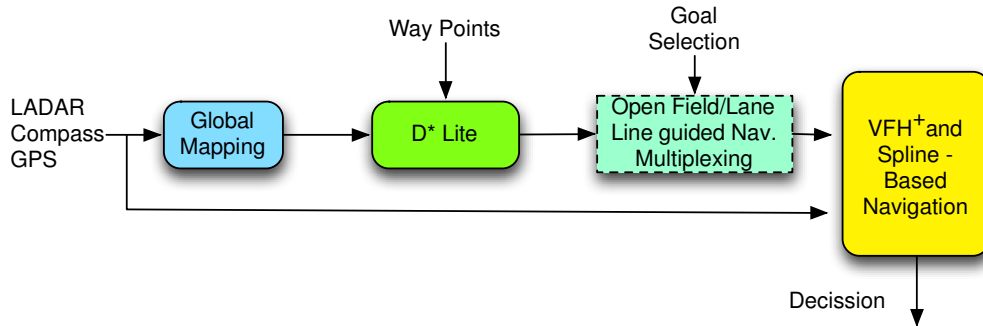 Way Points
Goal
Selection
LADAR
Compass
GPS
Global
Mapping
D* Lite
Open Field/Lane
Line guided Nav.
Multiplexing
VFH+and
Spline -
Based
Navigation
Decission